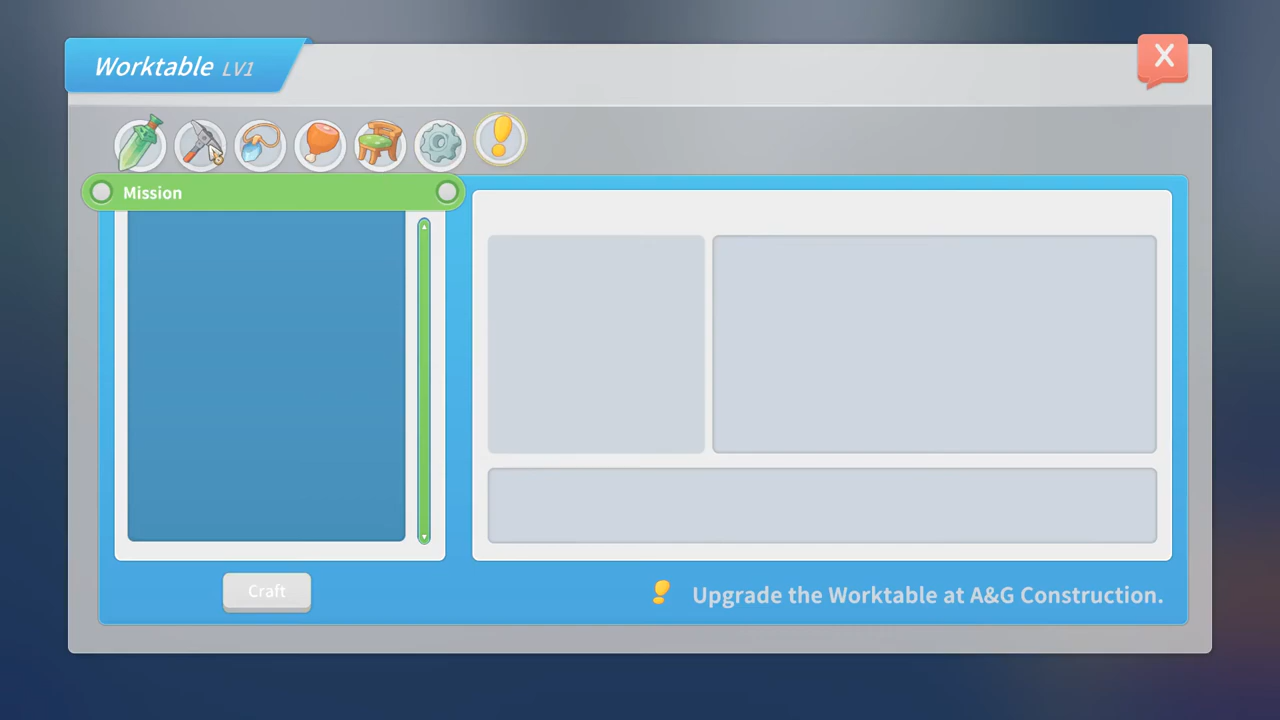 Worktable LV1
X
Mission
Craft
Upgrade the Worktable at A&G Construction.